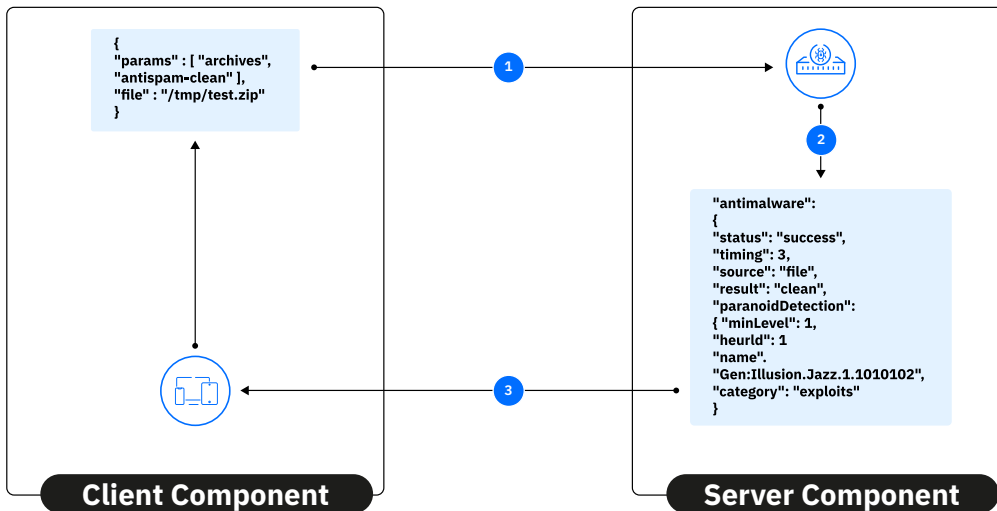 {
"params" : [ "archives",
"antispam-clean" ],
"file" : "/tmp/test.zip"
}
1
2
"antimalware":
{
"status": "success",
"timing": 3,
"source": "file",
"result": "clean",
"paranoidDetection":
{ "minLevel": 1,
"heurld": 1
"name".
"Gen:Illusion.Jazz.1.1010102",
"category": "exploits"
}
3
Client Component
Server Component